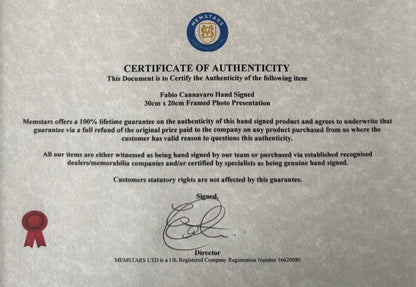 MEMSTARS
CERTIFICATE OF AUTHENTICITY
This Document is to Certify the Authenticity of the following item
Fabio Cannavaro Hand Signed
30cm x 20cm Framed Photo Presentation
Memstars offers a 100% lifetime guarantee on the authenticity of this hand signed product and agrees to underwrite that
guarantee via a full refund of the original price paid to the company on any product purchased from us where the
customer has valid reason to questions this authenticity.
All our items are either witnessed as being hand signed by our team or purchased via established recognised
dealers/memorabilia companies and/or certified by specialists as being genuine hand signed.
Customers statutory rights are not affected by this guarantee.
Signed,
Director
MEMSTARS LTD is a UK Registered Company Registration Number 16620080